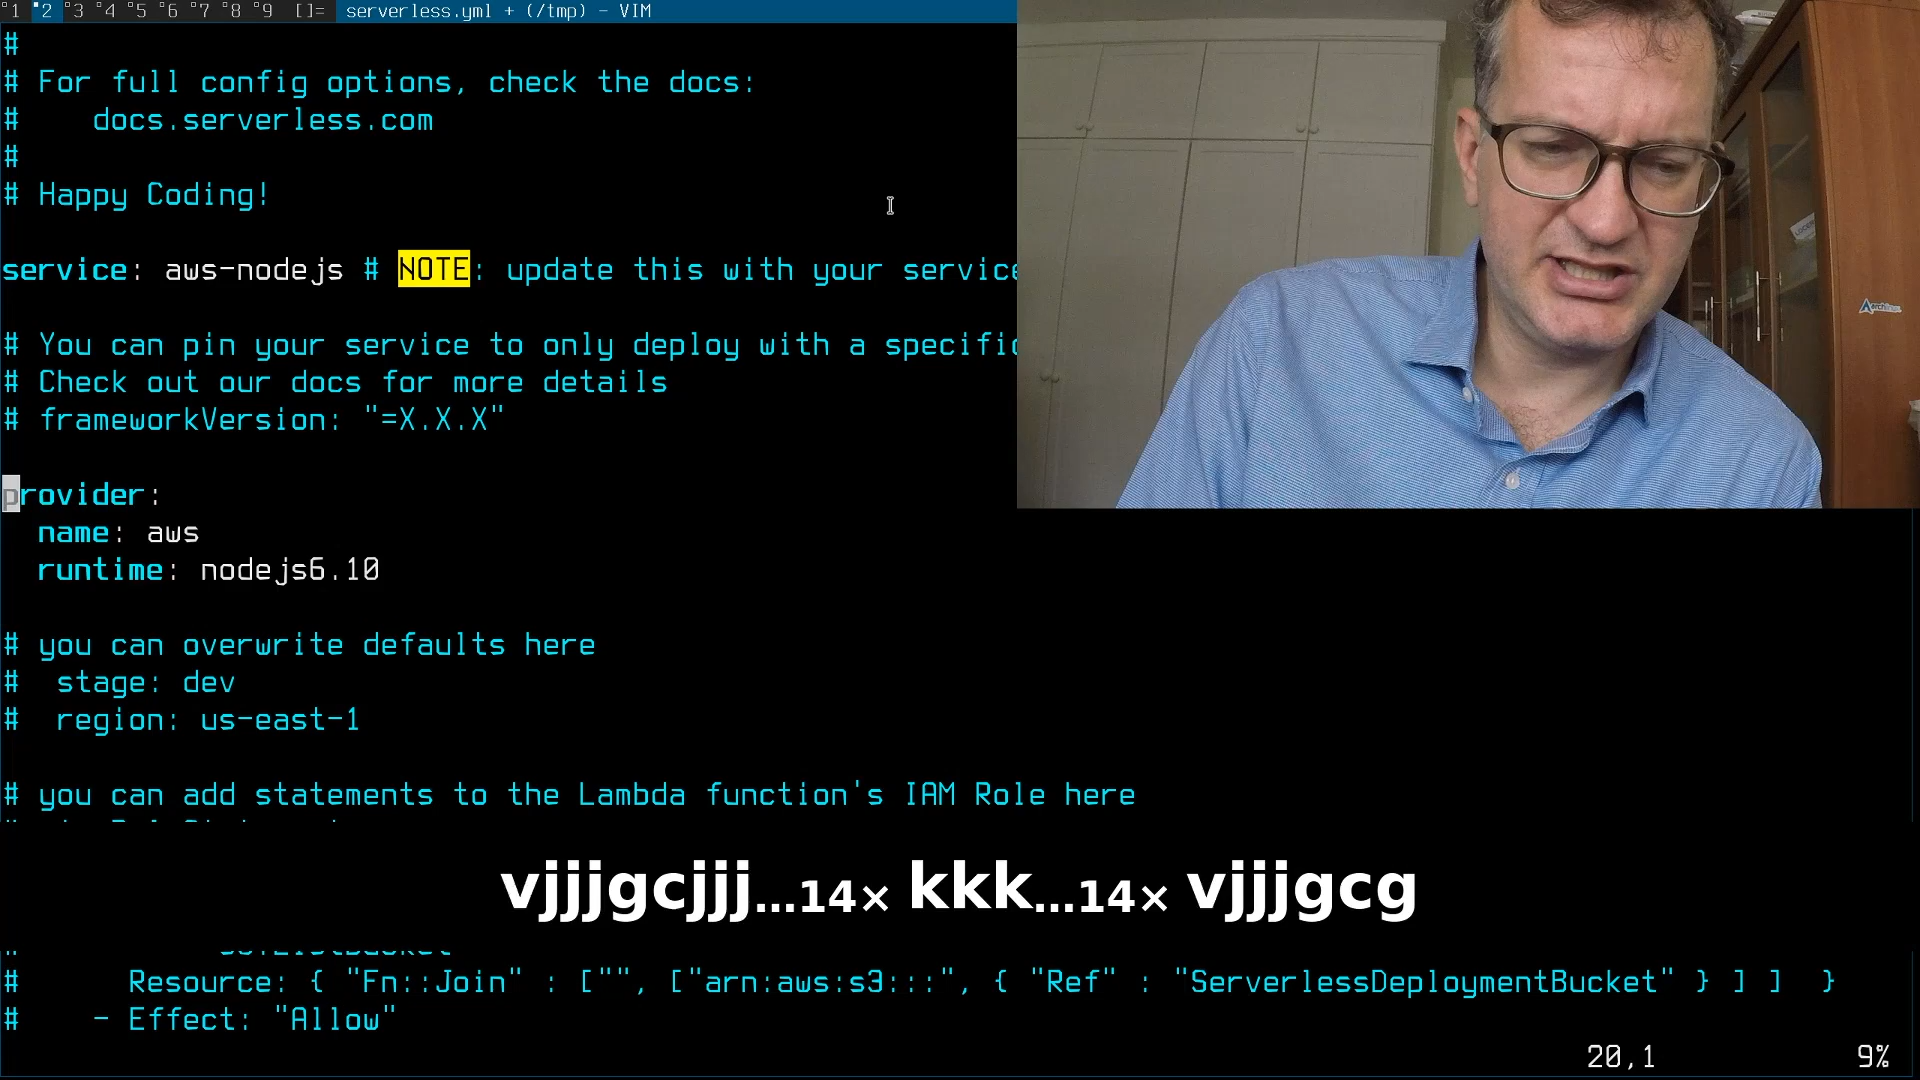 1 2 3 4 5 6 7 8 9 []= serverless.yml + (/tmp) - VIM
#
# For full config options, check the docs:
#    docs.serverless.com
#
# Happy Coding!
service: aws-nodejs # NOTE: update this with your service
# You can pin your service to only deploy with a specific
# Check out our docs for more details
# frameworkVersion: "=X.X.X"
provider:
  name: aws
  runtime: nodejs6.10
# you can overwrite defaults here
#  stage: dev
#  region: us-east-1
# you can add statements to the Lambda function's IAM Role here
vjjjgcjjj...14× kkk...14× vjjjgcg
#      Resource: { "Fn::Join" : ["", ["arn:aws:s3:::", { "Ref" : "ServerlessDeploymentBucket" } ] ]  }
#    - Effect: "Allow"
20,1 9%